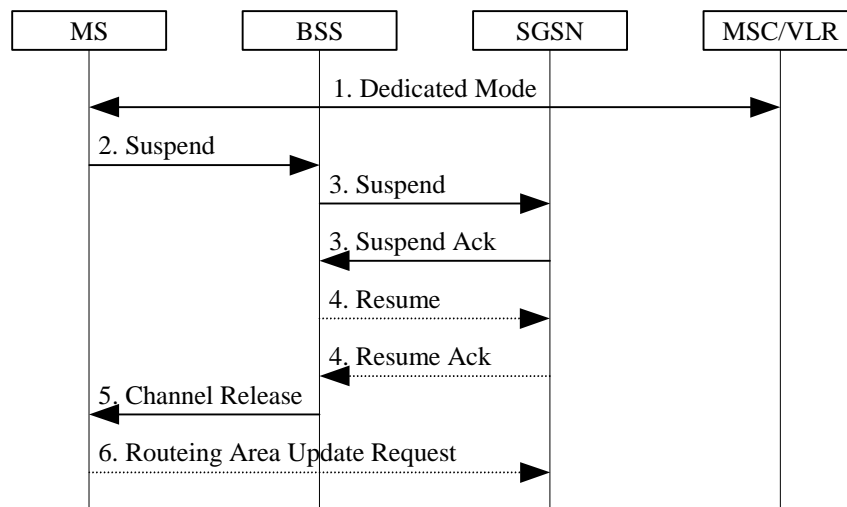 MS
BSS
SGSN
MSC/VLR
1. Dedicated Mode
2. Suspend
3. Suspend
3. Suspend Ack
4. Resume
4. Resume Ack
5. Channel Release
6. Routeing Area Update Request